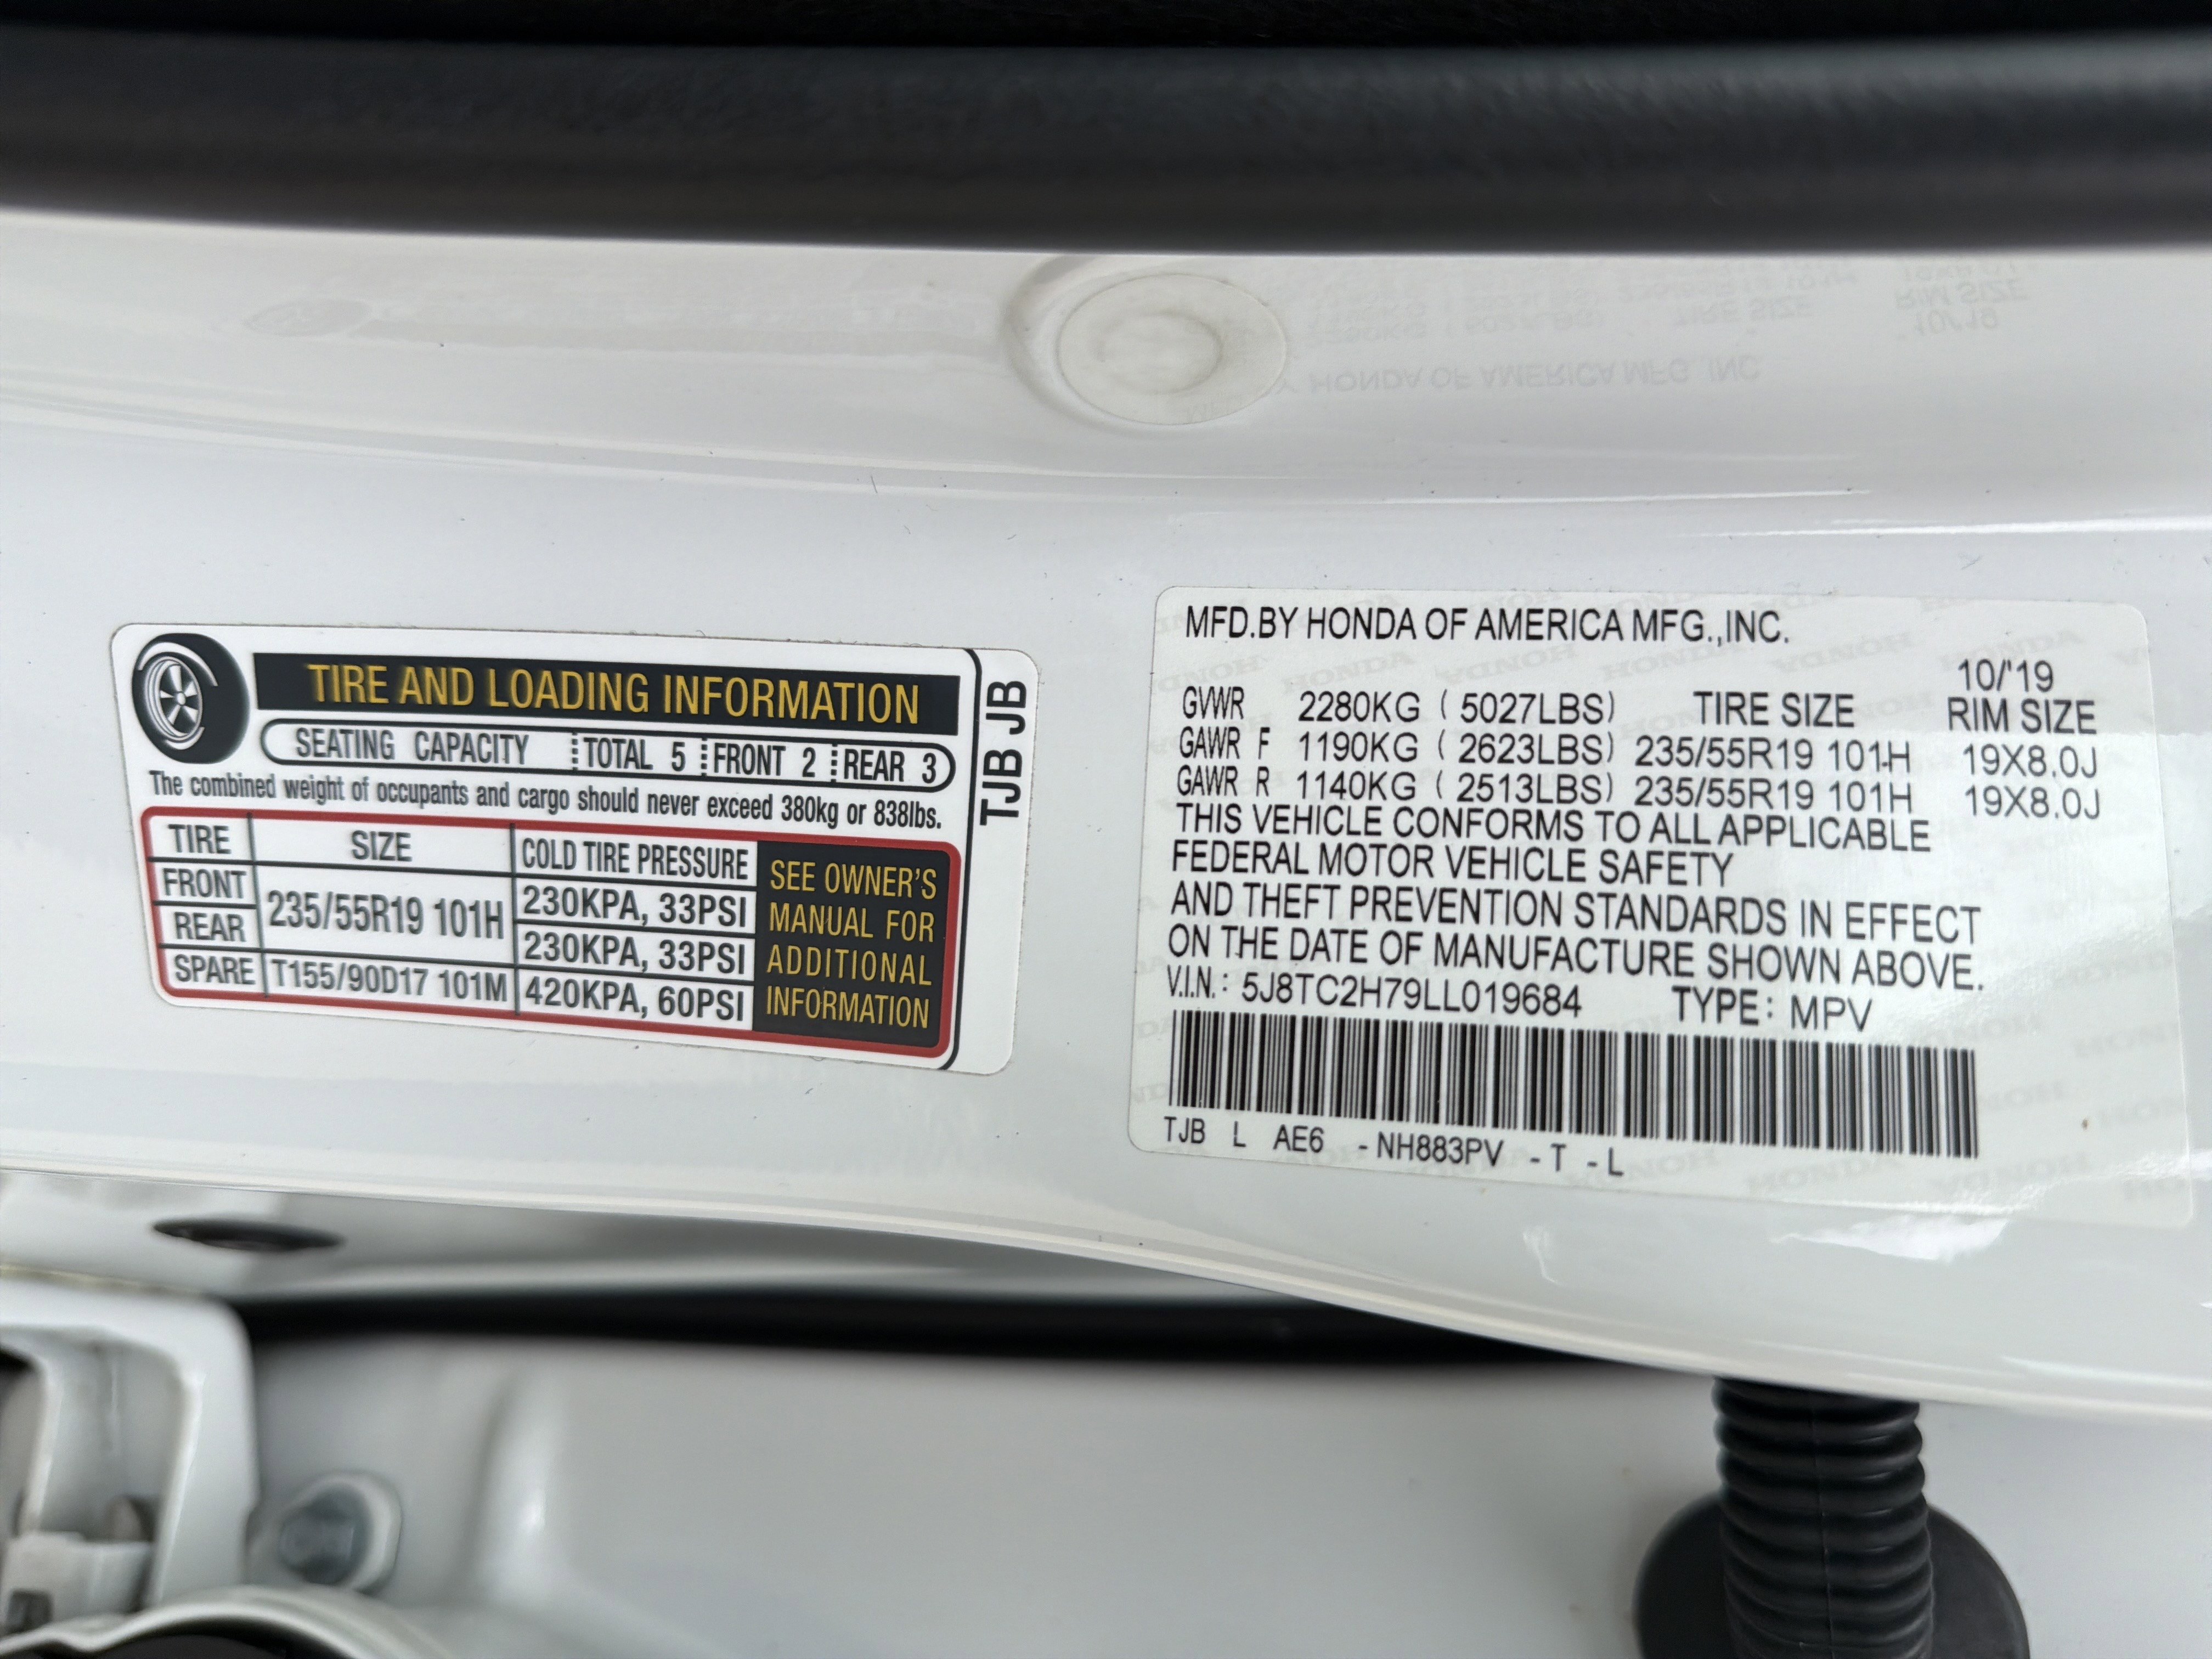 TIRE AND LOADING INFORMATION
SEATING CAPACITY TOTAL 5 FRONT 2 REAR 3
The combined weight of occupants and cargo should never exceed 380kg or 838lbs.
TIRE SIZE COLD TIRE PRESSURE
FRONT 235/55R19 101H 230KPA, 33PSI
REAR 230KPA, 33PSI
SPARE T155/90D17 101M 420KPA, 60PSI
SEE OWNER'S
MANUAL FOR
ADDITIONAL
INFORMATION
TJB JB
MFD.BY HONDA OF AMERICA MFG.,INC.
10/'19
GVWR 2280KG ( 5027LBS) TIRE SIZE RIM SIZE
GAWR F 1190KG ( 2623LBS) 235/55R19 101H 19X8.0J
GAWR R 1140KG ( 2513LBS) 235/55R19 101H 19X8.0J
THIS VEHICLE CONFORMS TO ALL APPLICABLE
FEDERAL MOTOR VEHICLE SAFETY
AND THEFT PREVENTION STANDARDS IN EFFECT
ON THE DATE OF MANUFACTURE SHOWN ABOVE.
V.I.N.: 5J8TC2H79LL019684 TYPE: MPV
TJB L AE6 -NH883PV -T -L